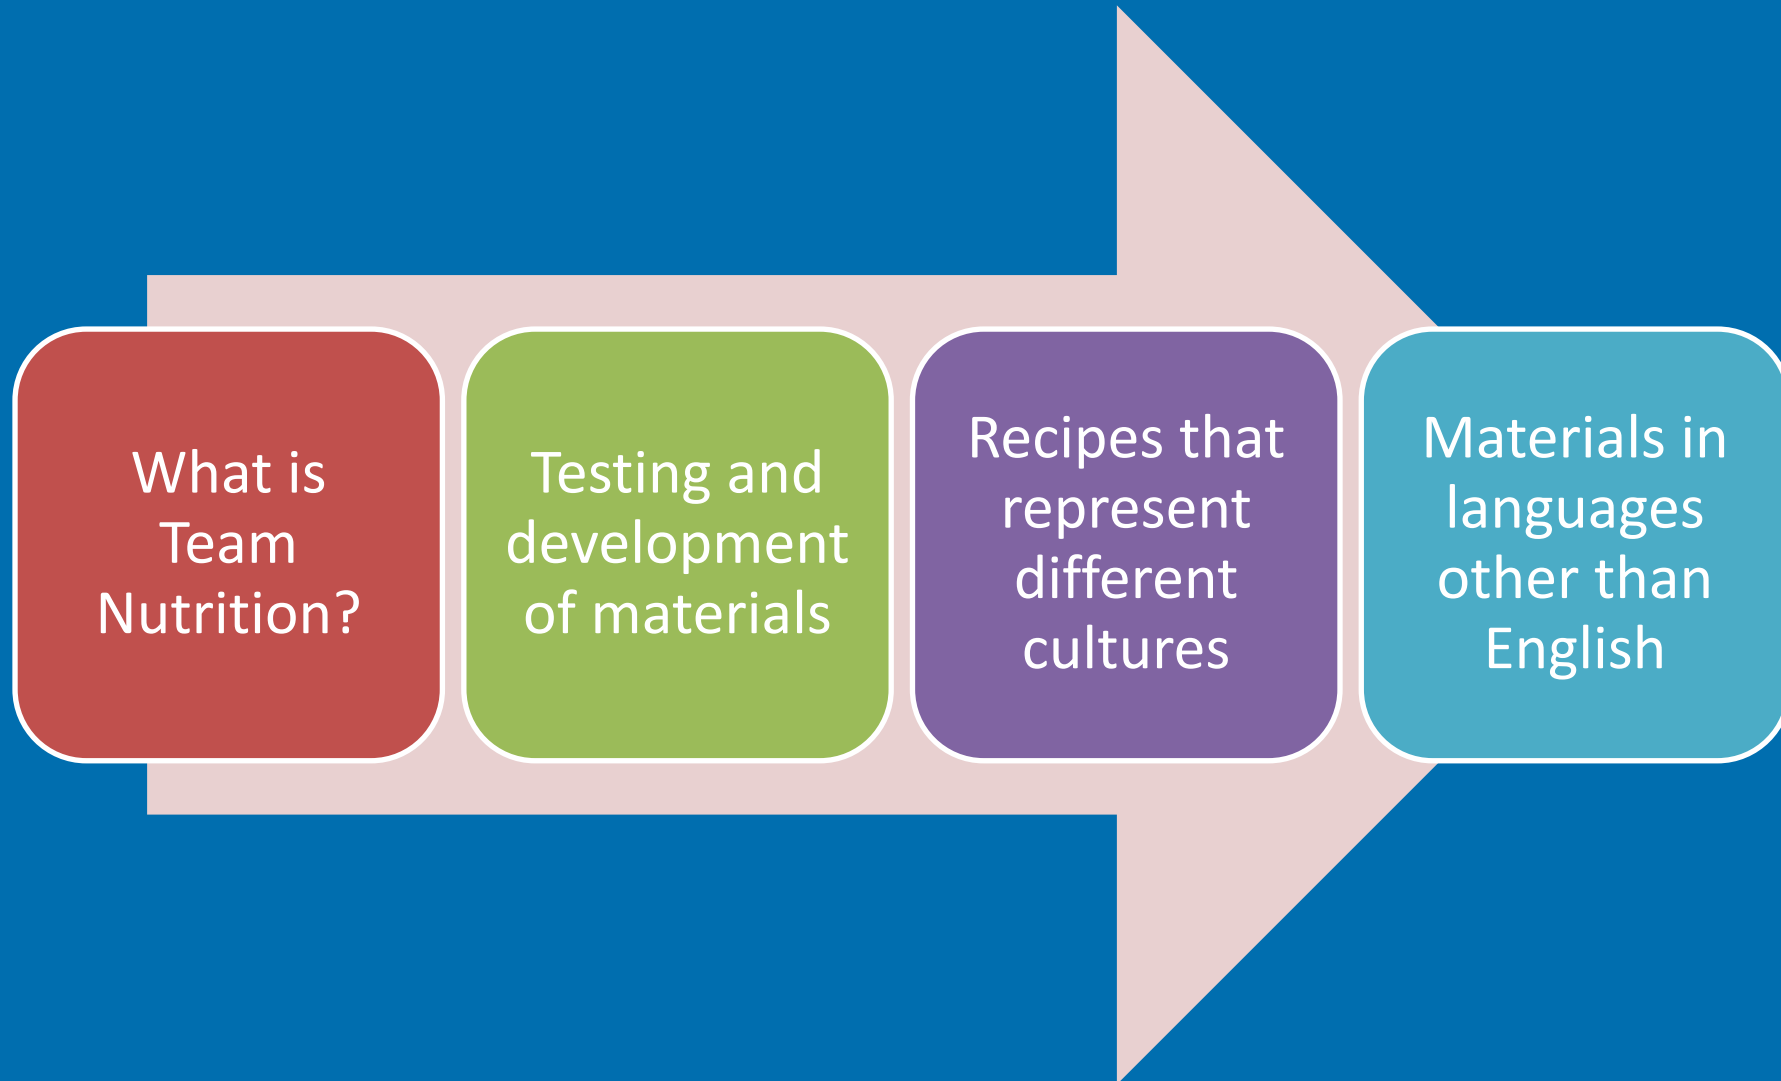 What is
Team
Nutrition?
Testing and
development
of materials
Recipes that
represent
different
cultures
Materials in
languages
other than
English